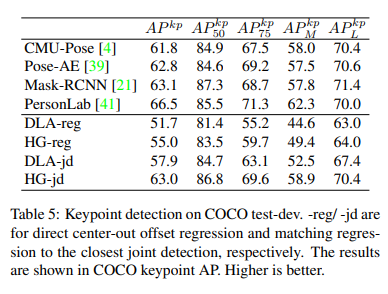 AP^{kp} AP^{kp}_{50} AP^{kp}_{75} AP^{kp}_{M} AP^{kp}_{L}
CMU-Pose [4] 61.8 84.9 67.5 58.0 70.4
Pose-AE [39] 62.8 84.6 69.2 57.5 70.6
Mask-RCNN [21] 63.1 87.3 68.7 57.8 71.4
PersonLab [41] 66.5 85.5 71.3 62.3 70.0
DLA-reg 51.7 81.4 55.2 44.6 63.0
HG-reg 55.0 83.5 59.7 49.4 64.0
DLA-jd 57.9 84.7 63.1 52.5 67.4
HG-jd 63.0 86.8 69.6 58.9 70.4
Table 5: Keypoint detection on COCO test-dev. -reg/ -jd are
for direct center-out offset regression and matching regres-
sion to the closest joint detection, respectively. The results
are shown in COCO keypoint AP. Higher is better.